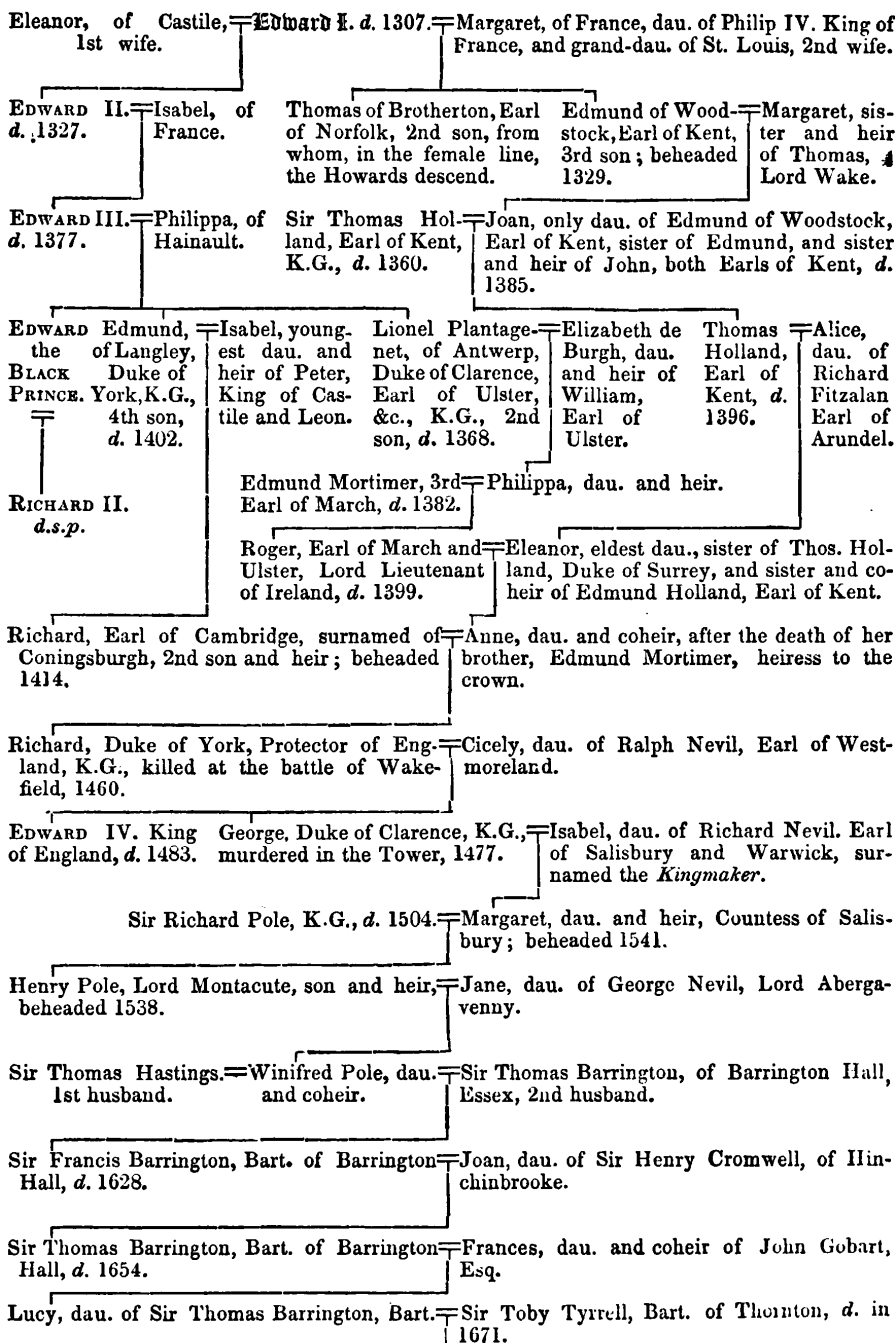 Eleanor, of Castile,=Edward I. d. 1307.=Margaret, of France, dau. of Philip IV. King of
1st wife.
France, and grand-dau. of St. Louis, 2nd wife.
EDWARD II.=Isabel, of
d. 1327.
France.
Thomas of Brotherton, Earl
of Norfolk, 2nd son, from
whom, in the female line,
the Howards descend.
Edmund of Wood-=Margaret, sis-
stock, Earl of Kent,
3rd son; beheaded
1329.
ter and heir
of Thomas,
Lord Wake.
EDWARD III.=Philippa, of
d. 1377.
Hainault.
Sir Thomas Hol-=Joan, only dau. of Edmund of Woodstock,
land, Earl of Kent,
K.G., d. 1360.
Earl of Kent, sister of Edmund, and sister
and heir of John, both Earls of Kent, d.
1385.
EDWARD
the
BLACK
PRINCE.
Edmund,
of Langley,
Duke of
York, K.G.,
4th son,
d. 1402.
=Isabel, young-
est dau. and
heir of Peter,
King of Cas-
tile and Leon.
Lionel Plantage-
net, of Antwerp,
Duke of Clarence,
Earl of Ulster,
&c., K.G., 2nd
son, d. 1368.
=Elizabeth de
Burgh, dau.
and heir of
William,
Earl of
Ulster.
Thomas
Holland,
Earl of
Kent, d.
1396.
=Alice,
dau. of
Richard
Fitzalan
Earl of
Arundel.
RICHARD II.
d.s.p.
Edmund Mortimer, 3rd=Philippa, dau. and heir.
Earl of March, d. 1382.
Roger, Earl of March and=Eleanor, eldest dau., sister of Thos. Hol-
Ulster, Lord Lieutenant
of Ireland, d. 1399.
land, Duke of Surrey, and sister and co-
heir of Edmund Holland, Earl of Kent.
Richard, Earl of Cambridge, surnamed of=Anne, dau. and coheir, after the death of her
Coningsburgh, 2nd son and heir; beheaded
1414.
brother, Edmund Mortimer, heiress to the
crown.
Richard, Duke of York, Protector of Eng-=Cicely, dau. of Ralph Nevil, Earl of West-
land, K.G., killed at the battle of Wake-
field, 1460.
moreland.
EDWARD IV. King
of England, d. 1483.
George, Duke of Clarence, K.G.,=Isabel, dau. of Richard Nevil. Earl
murdered in the Tower, 1477.
of Salisbury and Warwick, sur-
named the Kingmaker.
Sir Richard Pole, K.G., d. 1504.=Margaret, dau. and heir, Countess of Salis-
bury; beheaded 1541.
Henry Pole, Lord Montacute, son and heir,=Jane, dau. of George Nevil, Lord Aberga-
beheaded 1538.
venny.
Sir Thomas Hastings.=Winifred Pole, dau.=Sir Thomas Barrington, of Barrington Hall,
1st husband.
and coheir.
Essex, 2nd husband.
Sir Francis Barrington, Bart. of Barrington=Joan, dau. of Sir Henry Cromwell, of Hin-
Hall, d. 1628.
chinbrooke.
Sir Thomas Barrington, Bart. of Barrington=Frances, dau. and coheir of John Gobart,
Hall, d. 1654.
Esq.
Lucy, dau. of Sir Thomas Barrington, Bart.=Sir Toby Tyrrell, Bart. of Thornton, d. in
1671.